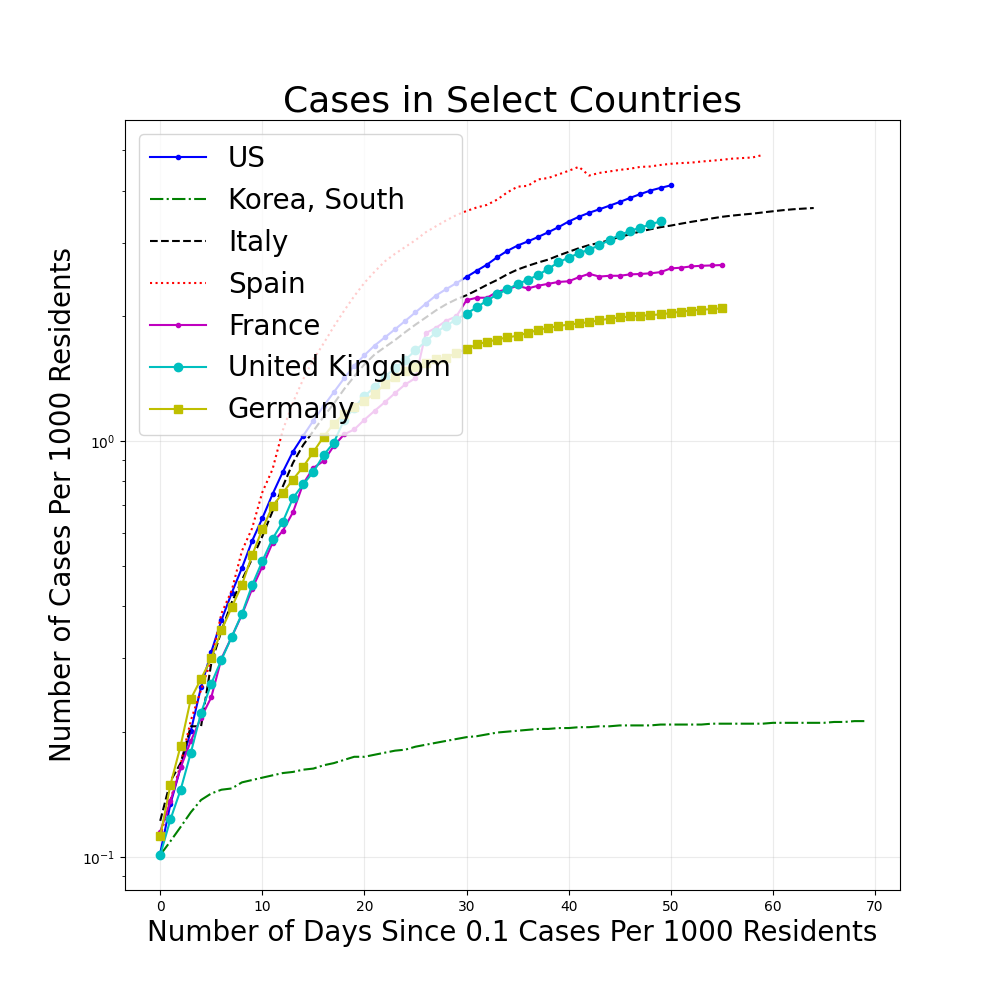 Cases in Select Countries
US
Korea, South
Italy
Spain
France
United Kingdom
Germany
Number of Cases Per 1000 Residents
10⁰
10⁻¹
0 10 20 30 40 50 60 70
Number of Days Since 0.1 Cases Per 1000 Residents